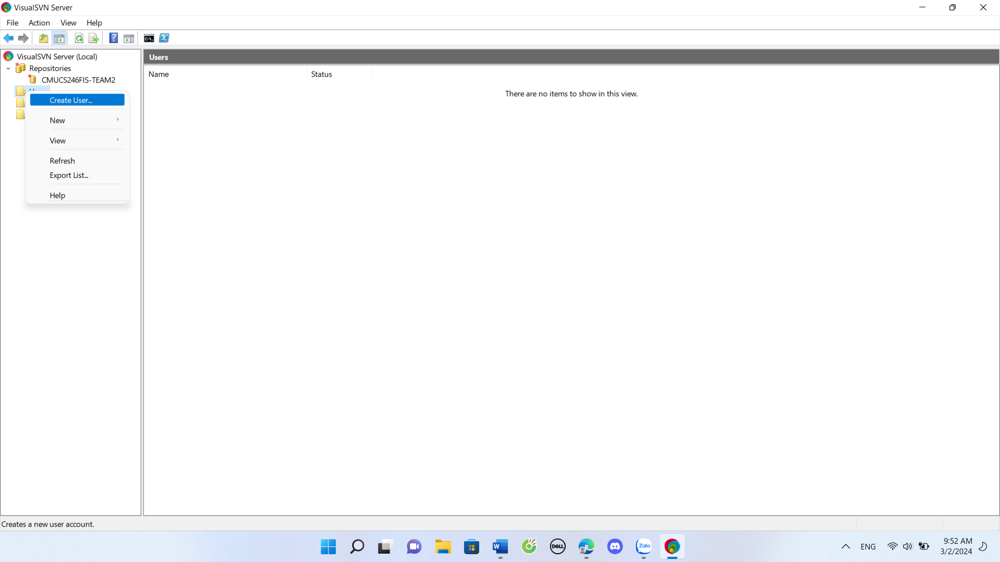 VisualSVN Server
File Action View Help
VisualSVN Server (Local)
Repositories
CMUCS246FIS-TEAM2
Create User...
New
View
Refresh
Export List...
Help
Users
Name Status
There are no items to show in this view.
Creates a new user account.
C:\.
W
DELL
Zalo
ENG
9:52 AM
3/2/2024